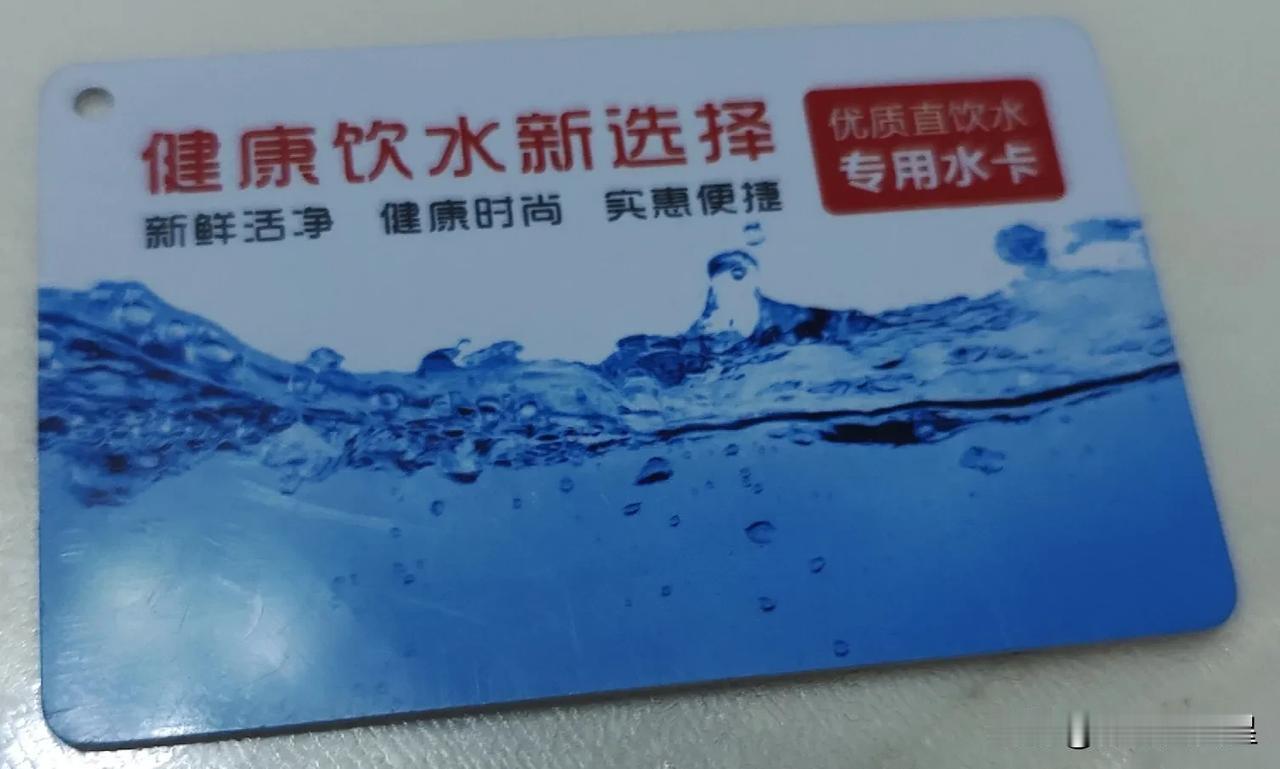 健康饮水新选择
新鲜洁净 健康时尚 实惠便捷
优质直饮水
专用水卡